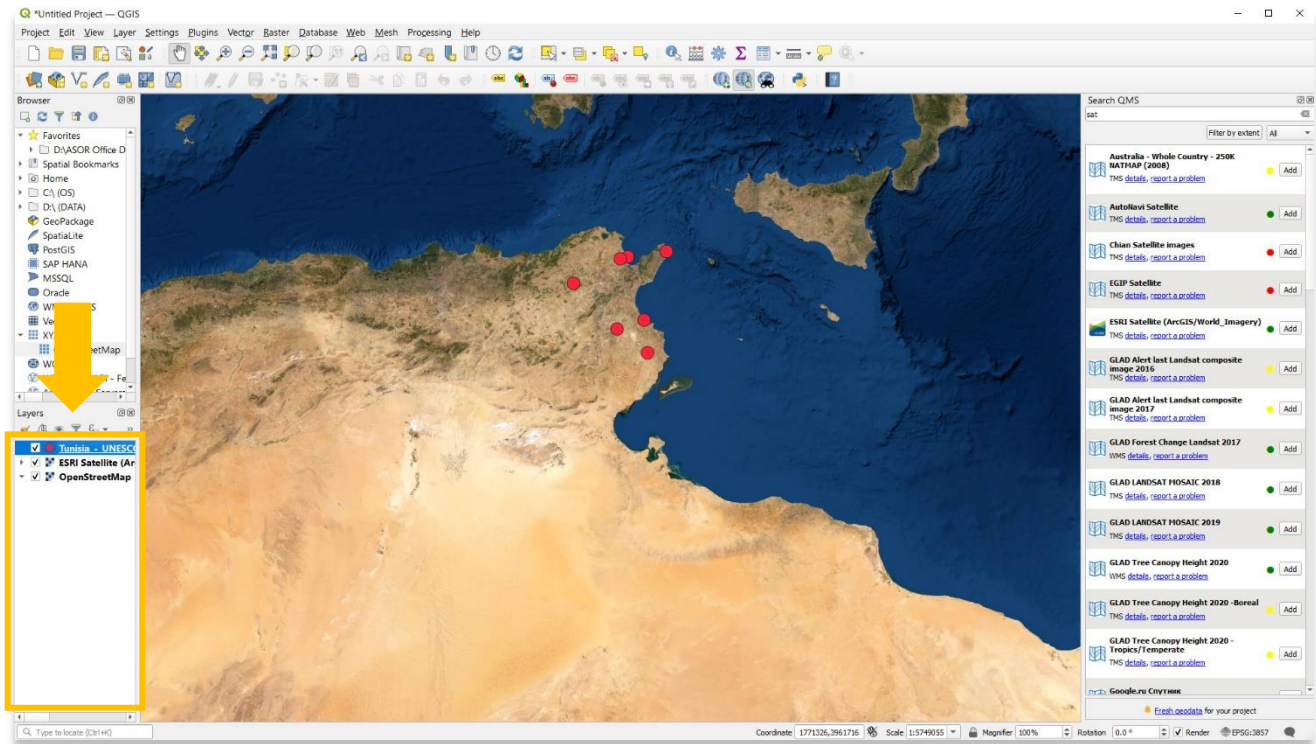 *Untitled Project — QGIS
Project Edit View Layer Settings Plugins Vector Raster Database Web Mesh Processing Help
Browser
Favorites
D:\ASOR Office D
Spatial Bookmarks
Home
C:\ (OS)
D:\ (DATA)
GeoPackage
SpatiaLite
PostGIS
SAP HANA
MSSQL
Oracle
Layers
Tunisia - UNESCO
ESRI Satellite (Ar
OpenStreetMap
Search QMS
sat
Filter by extent All
Australia - Whole Country - 250K
NATMAP (2008)
TMS details, report a problem
Add
AutoNavi Satellite
TMS details, report a problem
Add
Chian Satellite images
TMS details, report a problem
Add
EGIP Satellite
TMS details, report a problem
Add
ESRI Satellite (ArcGIS/World_Imagery)
TMS details, report a problem
Add
GLAD Alert last Landsat composite
image 2016
TMS details, report a problem
Add
GLAD Alert last Landsat composite
image 2017
TMS details, report a problem
Add
GLAD Forest Change Landsat 2017
WMS details, report a problem
Add
GLAD LANDSAT MOSAIC 2018
TMS details, report a problem
Add
GLAD LANDSAT MOSAIC 2019
TMS details, report a problem
Add
GLAD Tree Canopy Height 2020
WMS details, report a problem
Add
GLAD Tree Canopy Height 2020 -Boreal
TMS details, report a problem
Add
GLAD Tree Canopy Height 2020 -
Tropics/Temperate
TMS details, report a problem
Add
Google.ru Спутник
Fresh geodata for your project
Type to locate (Ctrl+K)
Coordinate 1771326,3961716 Scale 1:5749055 Magnifier 100% Rotation 0.0 ° Render EPSG:3857